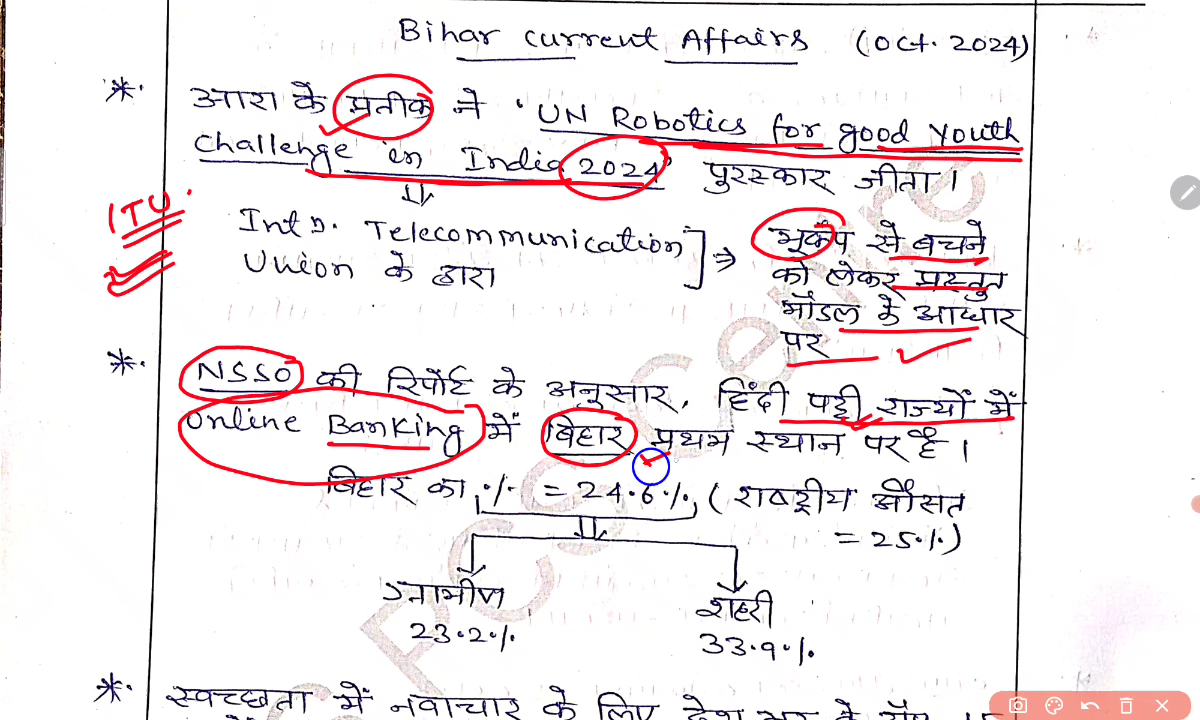 Bihar Current Affairs (Oct. 2024)
*. आरा के प्रतीक ने 'UN Robotics for good Youth
Challenge in India 2024' पुरस्कार जीता।
ITU.
Intn. Telecommunication
Union के द्वारा
⇒ भूकंप से बचने
को लेकर प्रस्तुत
मॉडल के आधार
पर
*. NSSO की रिपोर्ट के अनुसार, हिंदी पट्टी राज्यों में
Online Banking में बिहार प्रथम स्थान पर है।
बिहार का % = 24.6% (राष्ट्रीय औसत
= 25%)
ग्रामीण
23.2%
शहरी
33.9%
*. स्वच्छता में नवाचार के लिए देश भर के